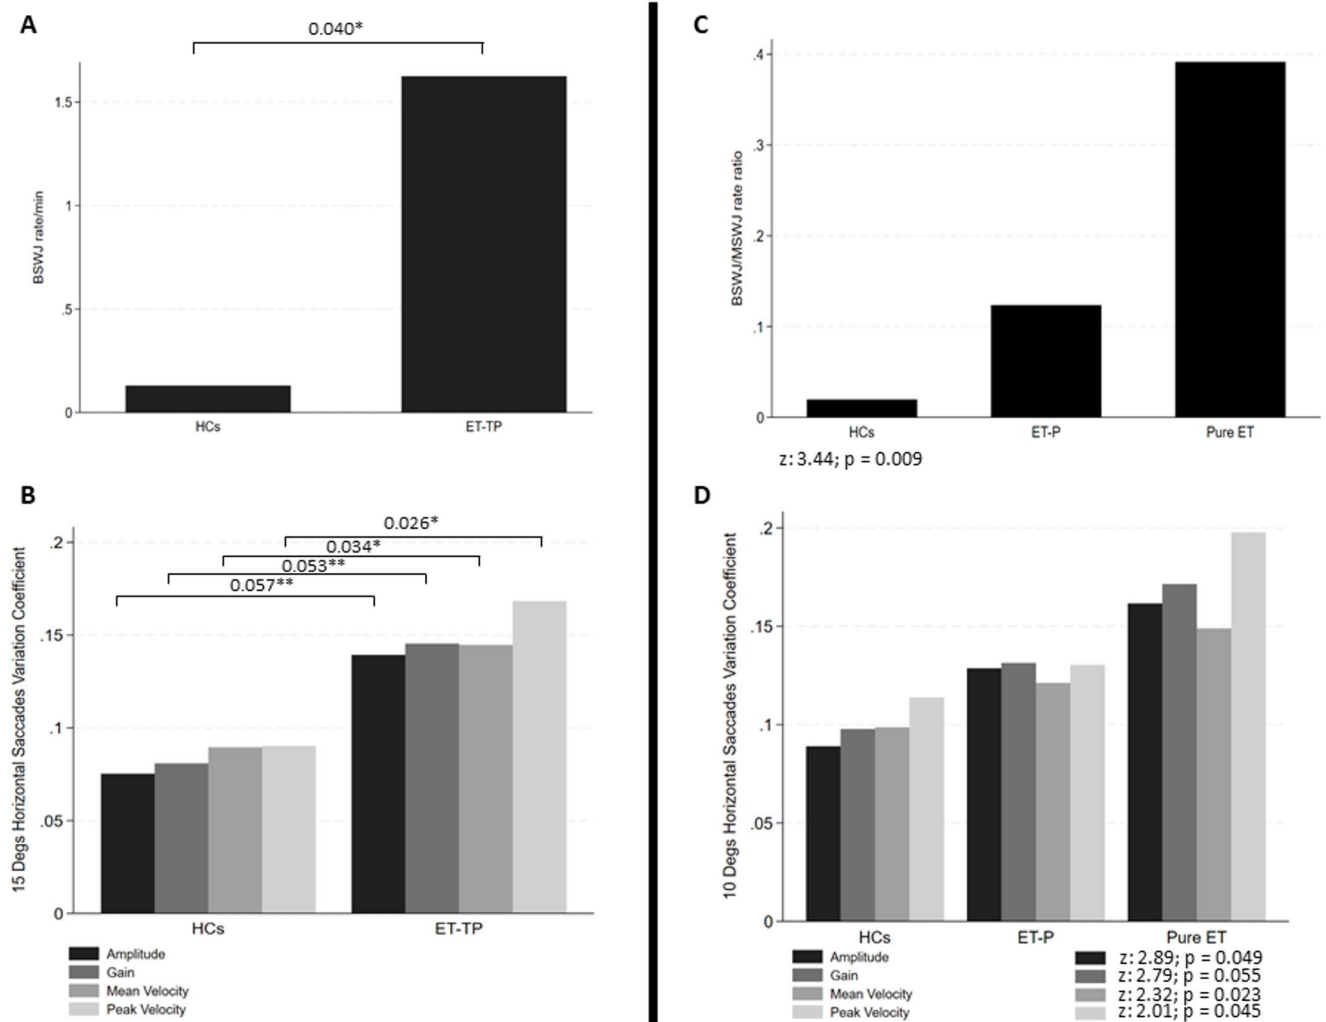 A
0.040*
BSWJ rate/min
1.5
1
.5
0
HCs
ET-TP
B
15 Degs Horizontal Saccades Variation Coefficient
0.026*
0.034*
0.053**
0.057**
.2
.15
.1
.05
0
HCs
ET-TP
Amplitude
Gain
Mean Velocity
Peak Velocity
C
BSWJ/MSWJ rate ratio
.4
.3
.2
.1
0
HCs
ET-P
Pure ET
z: 3.44; p = 0.009
D
10 Degs Horizontal Saccades Variation Coefficient
.2
.15
.1
.05
0
HCs
ET-P
Pure ET
Amplitude
Gain
Mean Velocity
Peak Velocity
z: 2.89; p = 0.049
z: 2.79; p = 0.055
z: 2.32; p = 0.023
z: 2.01; p = 0.045